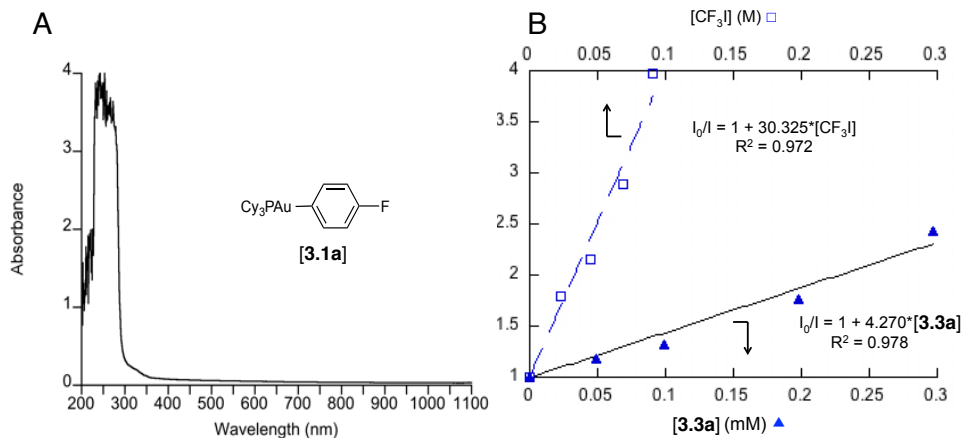 A
Absorbance
4
3
2
1
0
200 300 400 500 600 700 800 900 1000 1100
Wavelength (nm)
Cy₃PAu
F
[3.1a]
B
[CF₃I] (M) □
0 0.05 0.1 0.15 0.2 0.25 0.3
4
3.5
3
2.5
2
1.5
1
I₀/I = 1 + 30.325*[CF₃I]
R² = 0.972
I₀/I = 1 + 4.270*[3.3a]
R² = 0.978
0 0.05 0.1 0.15 0.2 0.25 0.3
[3.3a] (mM) ▲